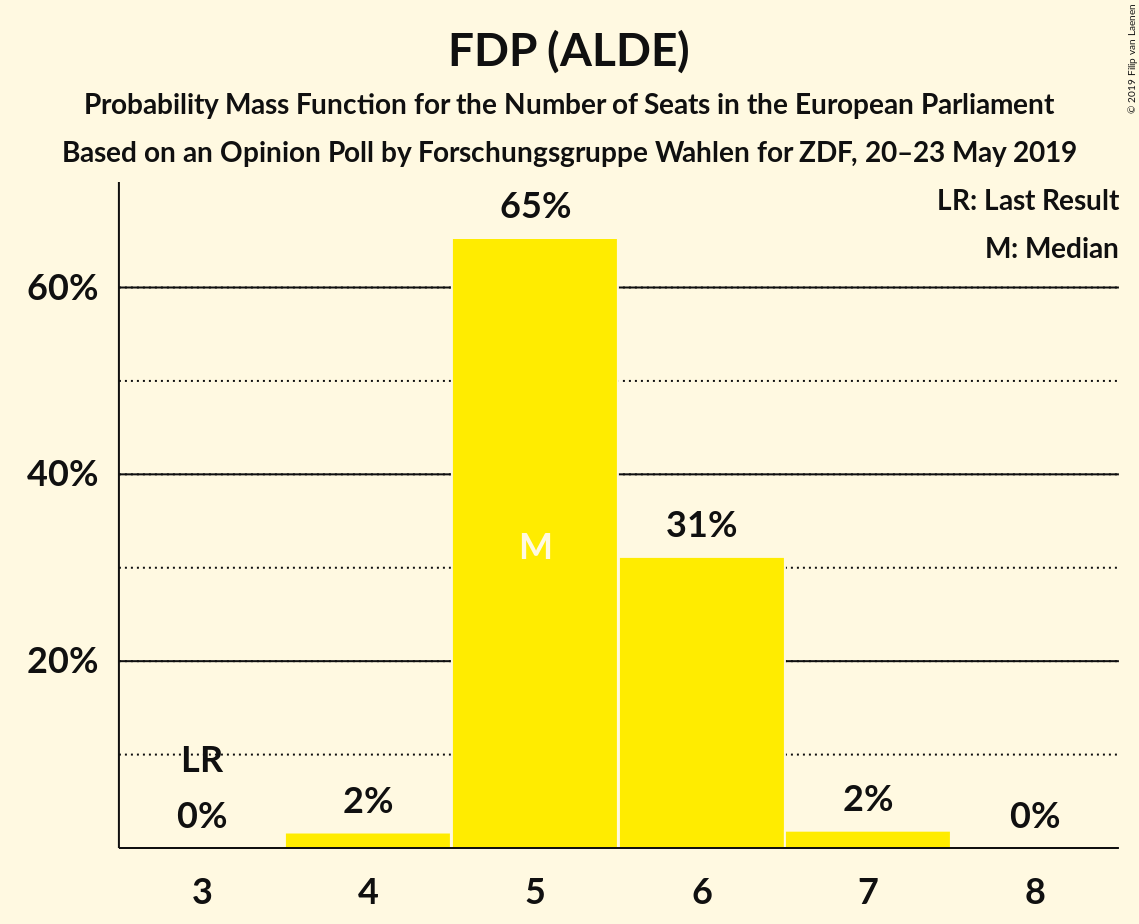 FDP (ALDE)
Probability Mass Function for the Number of Seats in the European Parliament
Based on an Opinion Poll by Forschungsgruppe Wahlen for ZDF, 20–23 May 2019
© 2019 Filip van Laenen
LR: Last Result
M: Median
65%
60%
M
31%
40%
20%
LR
0%
2%
2%
0%
3 4 5 6 7 8